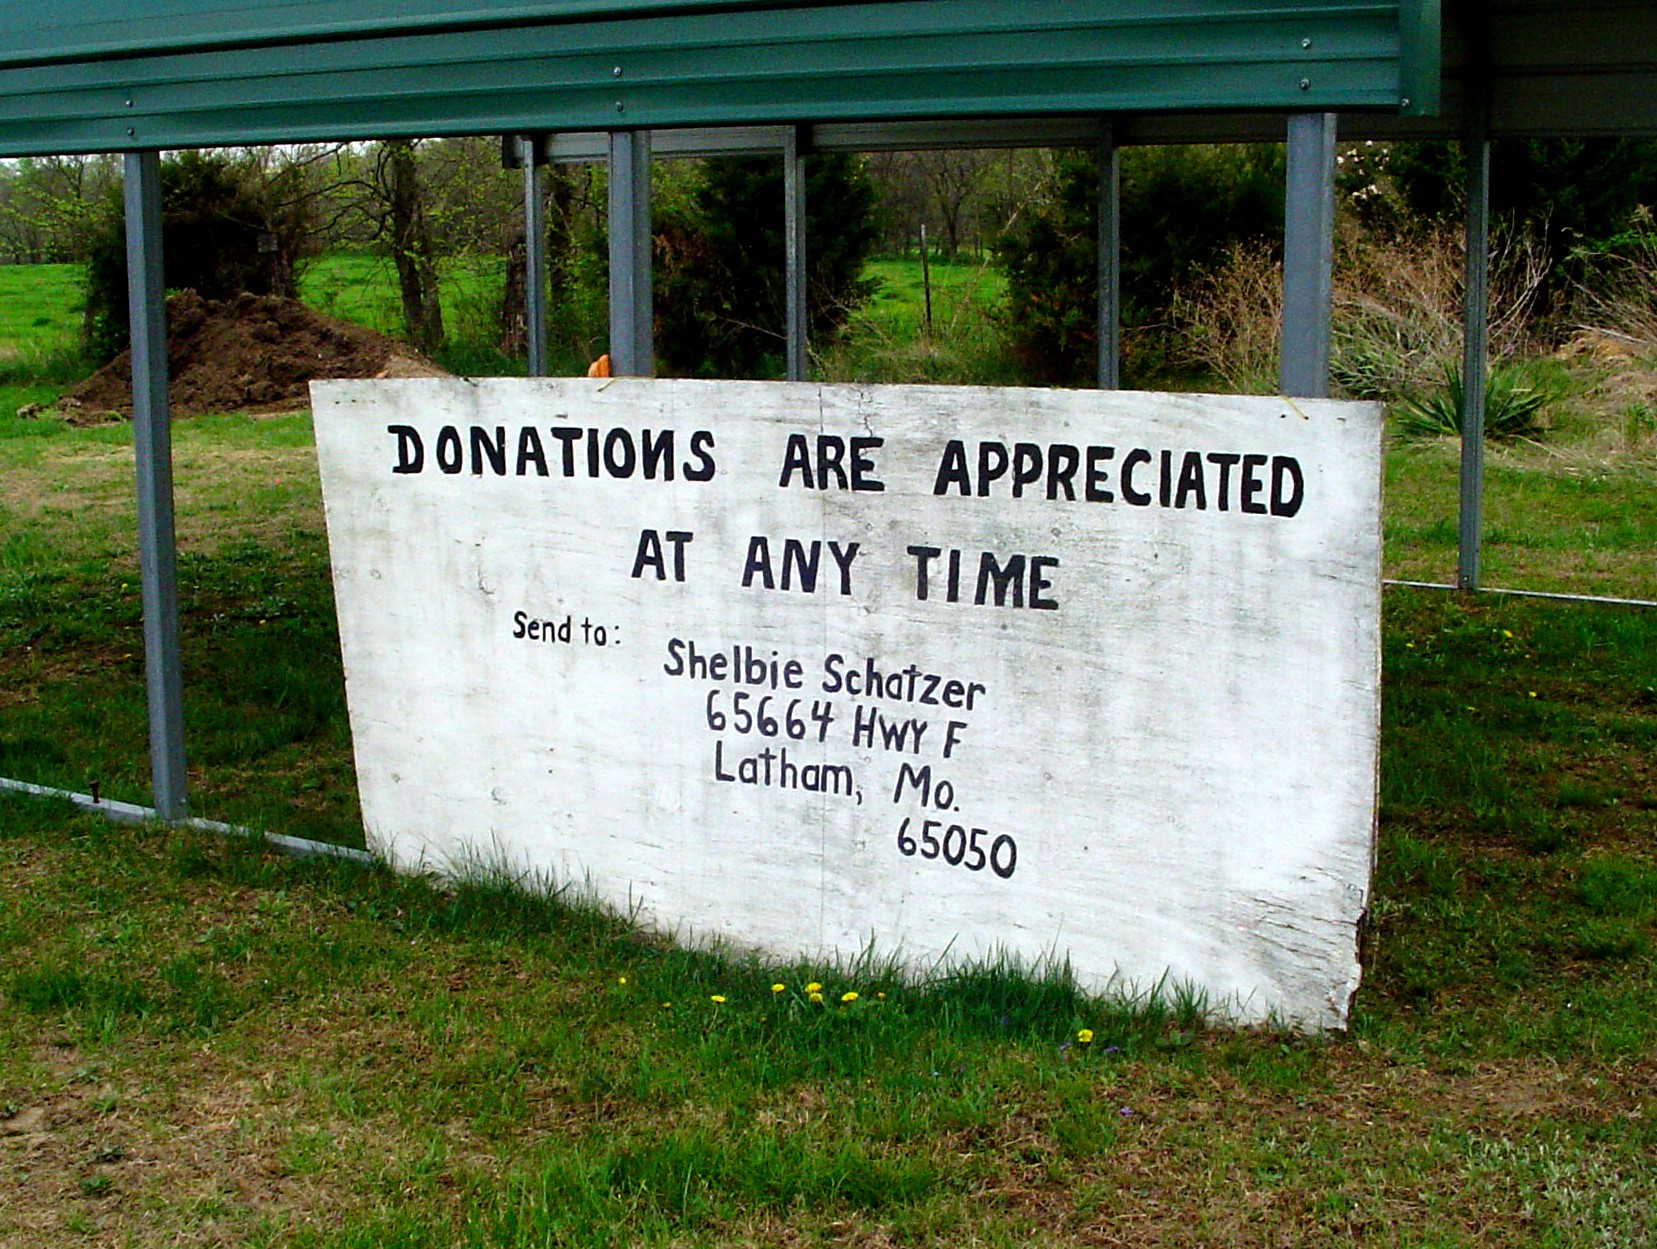 DONATIONS ARE APPRECIATED
AT ANY TIME
Send to:
Shelbie Schatzer
65664 HWY F
Latham, Mo.
65050